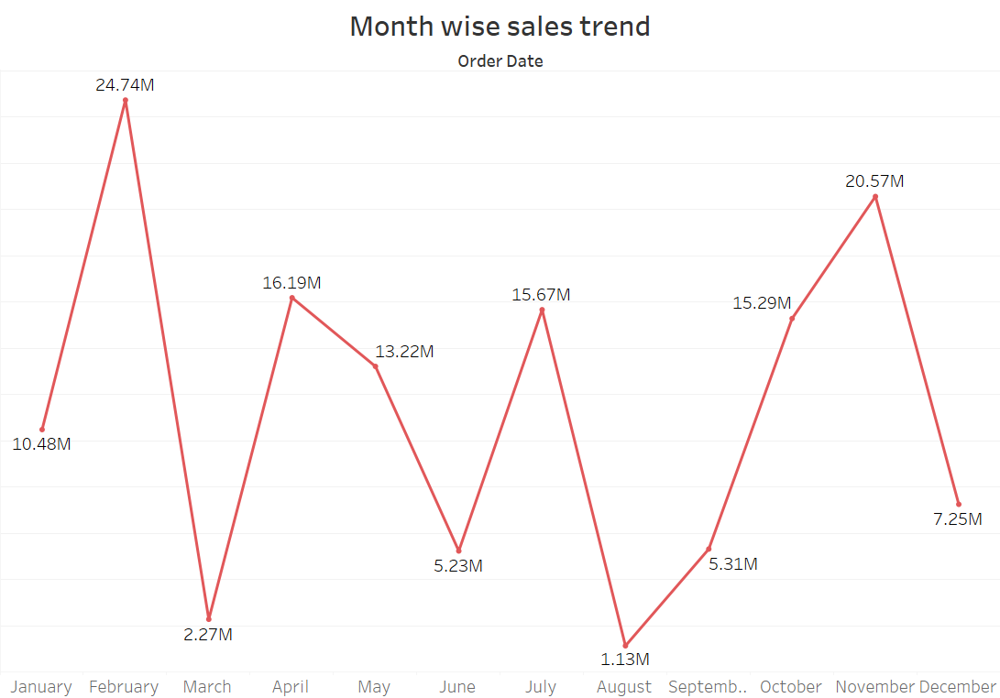 Month wise sales trend
Order Date
24.74M
20.57M
16.19M
15.67M
15.29M
13.22M
10.48M
7.25M
5.23M
5.31M
2.27M
1.13M
January February March April May June July August Septemb.. October November December